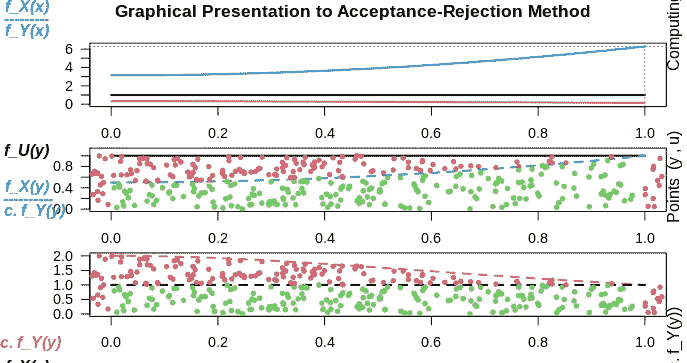 Graphical Presentation to Acceptance-Rejection Method
f_X(x)
f_Y(x)
Computing
6
4
2
0
0.0 0.2 0.4 0.6 0.8 1.0
f_U(y)
f_X(y)
c. f_Y(y)
0.8
0.4
0.0
Points (y , u)
0.0 0.2 0.4 0.6 0.8 1.0
2.0
1.5
1.0
0.5
0.0
0.0 0.2 0.4 0.6 0.8 1.0
c. f_Y(y)
f_Y(y))